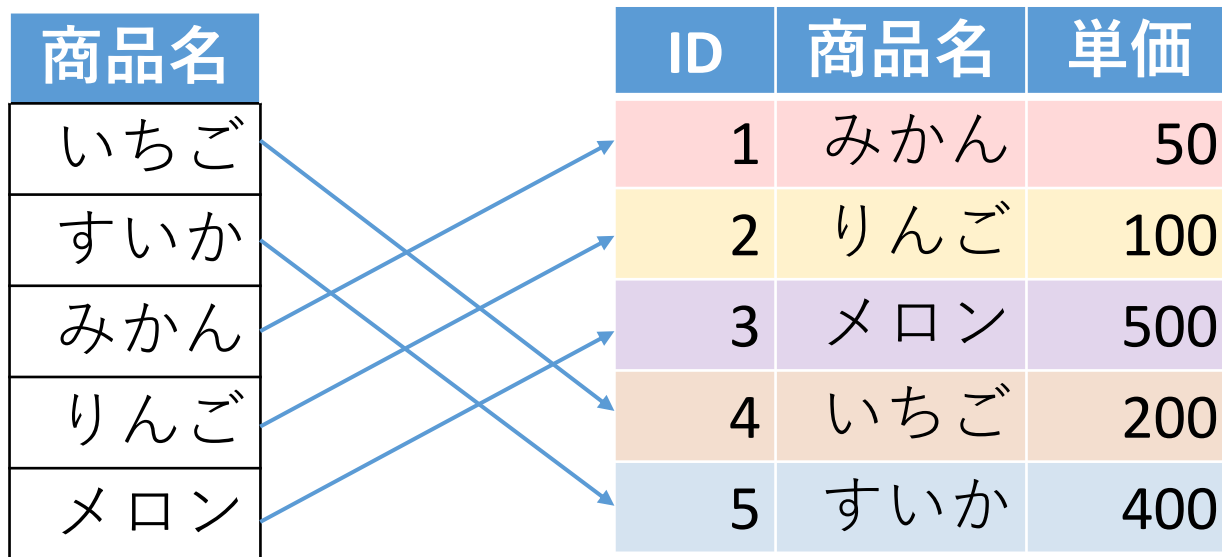 商品名
いちご
すいか
みかん
りんご
メロン
ID 商品名 単価
1 みかん 50
2 りんご 100
3 メロン 500
4 いちご 200
5 すいか 400